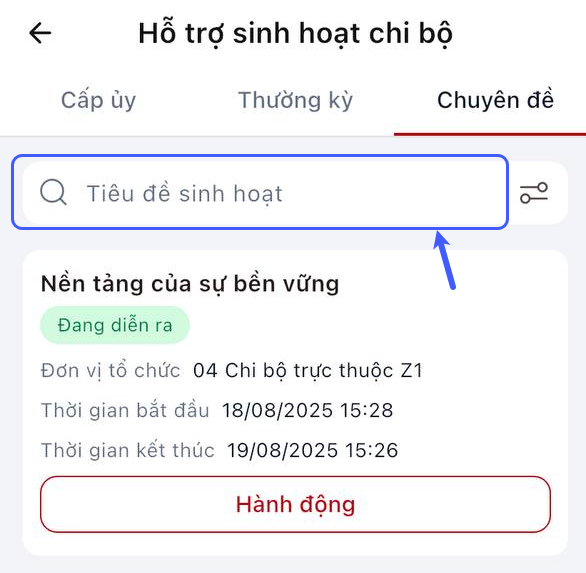 Hỗ trợ sinh hoạt chi bộ
Cấp ủy Thường kỳ Chuyên đề
Tiêu đề sinh hoạt
Nền tảng của sự bền vững
Đang diễn ra
Đơn vị tổ chức 04 Chi bộ trực thuộc Z1
Thời gian bắt đầu 18/08/2025 15:28
Thời gian kết thúc 19/08/2025 15:26
Hành động